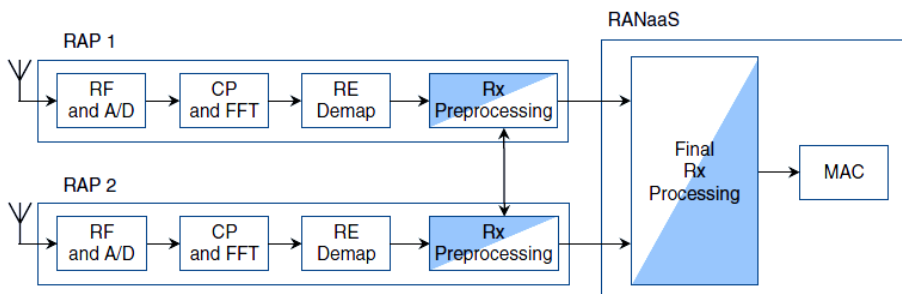 RANaaS
RAP 1
RF
and A/D
CP
and FFT
RE
Demap
Rx
Preprocessing
Final
Rx
Processing
MAC
RAP 2
RF
and A/D
CP
and FFT
RE
Demap
Rx
Preprocessing